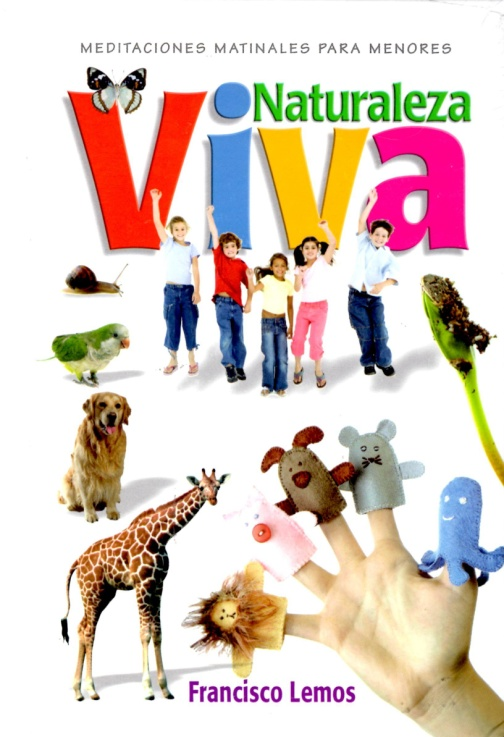 MEDITACIONES MATINALES PARA MENORES
Naturaleza
Viva
Francisco Lemos